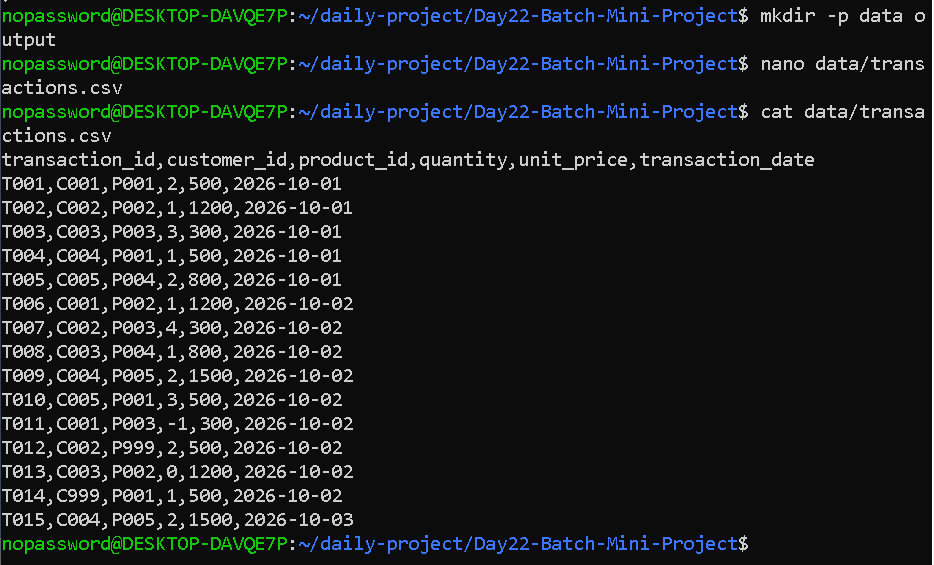 nopassword@DESKTOP-DAVQE7P:~/daily-project/Day22-Batch-Mini-Project$ mkdir -p data o
utput
nopassword@DESKTOP-DAVQE7P:~/daily-project/Day22-Batch-Mini-Project$ nano data/trans
actions.csv
nopassword@DESKTOP-DAVQE7P:~/daily-project/Day22-Batch-Mini-Project$ cat data/transa
ctions.csv
transaction_id,customer_id,product_id,quantity,unit_price,transaction_date
T001,C001,P001,2,500,2026-10-01
T002,C002,P002,1,1200,2026-10-01
T003,C003,P003,3,300,2026-10-01
T004,C004,P001,1,500,2026-10-01
T005,C005,P004,2,800,2026-10-01
T006,C001,P002,1,1200,2026-10-02
T007,C002,P003,4,300,2026-10-02
T008,C003,P004,1,800,2026-10-02
T009,C004,P005,2,1500,2026-10-02
T010,C005,P001,3,500,2026-10-02
T011,C001,P003,-1,300,2026-10-02
T012,C002,P999,2,500,2026-10-02
T013,C003,P002,0,1200,2026-10-02
T014,C999,P001,1,500,2026-10-02
T015,C004,P005,2,1500,2026-10-03
nopassword@DESKTOP-DAVQE7P:~/daily-project/Day22-Batch-Mini-Project$